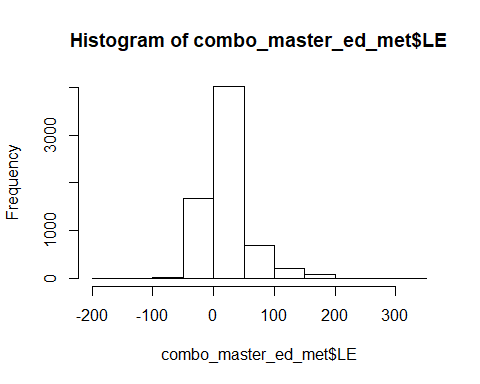 Histogram of combo_master_ed_met$LE
Frequency
3000
1000
0
-200 -100 0 100 200 300
combo_master_ed_met$LE